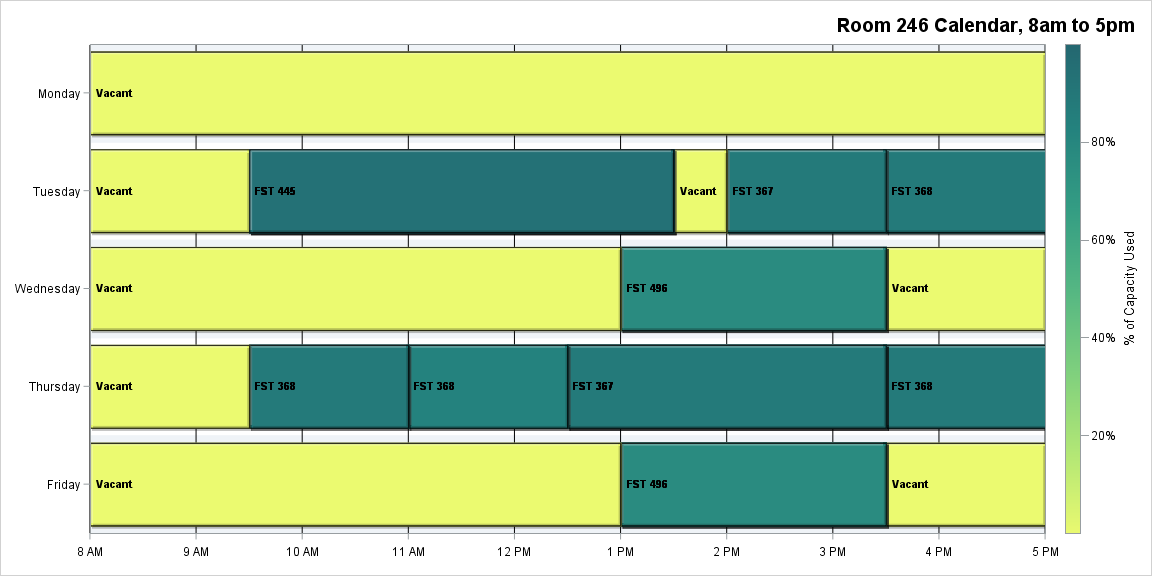 Room 246 Calendar, 8am to 5pm
Monday
Vacant
Tuesday
Vacant
FST 445
Vacant
FST 367
FST 368
Wednesday
Vacant
FST 496
Vacant
Thursday
Vacant
FST 368
FST 368
FST 367
FST 368
Friday
Vacant
FST 496
Vacant
8 AM
9 AM
10 AM
11 AM
12 PM
1 PM
2 PM
3 PM
4 PM
5 PM
80%
60%
40%
20%
% of Capacity Used